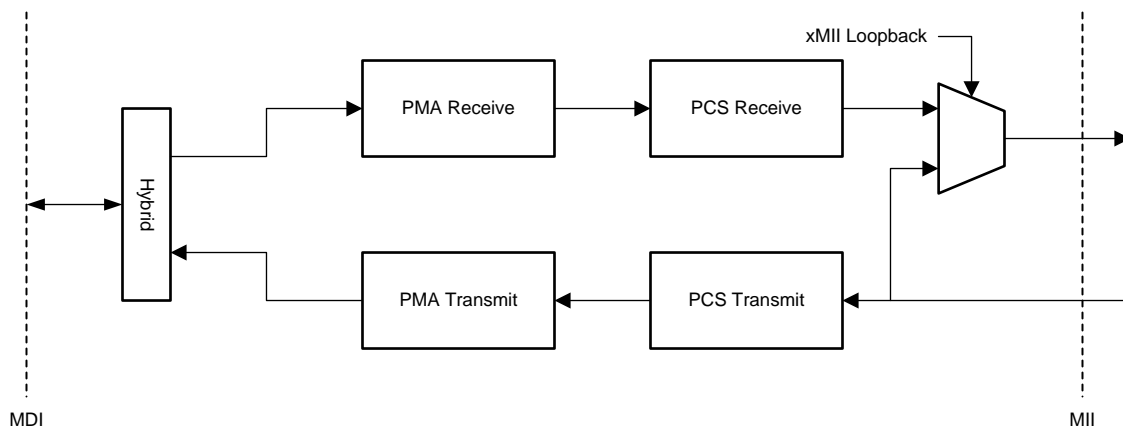 xMII Loopback
PMA Receive
PCS Receive
Hybrid
PMA Transmit
PCS Transmit
MDI
MII